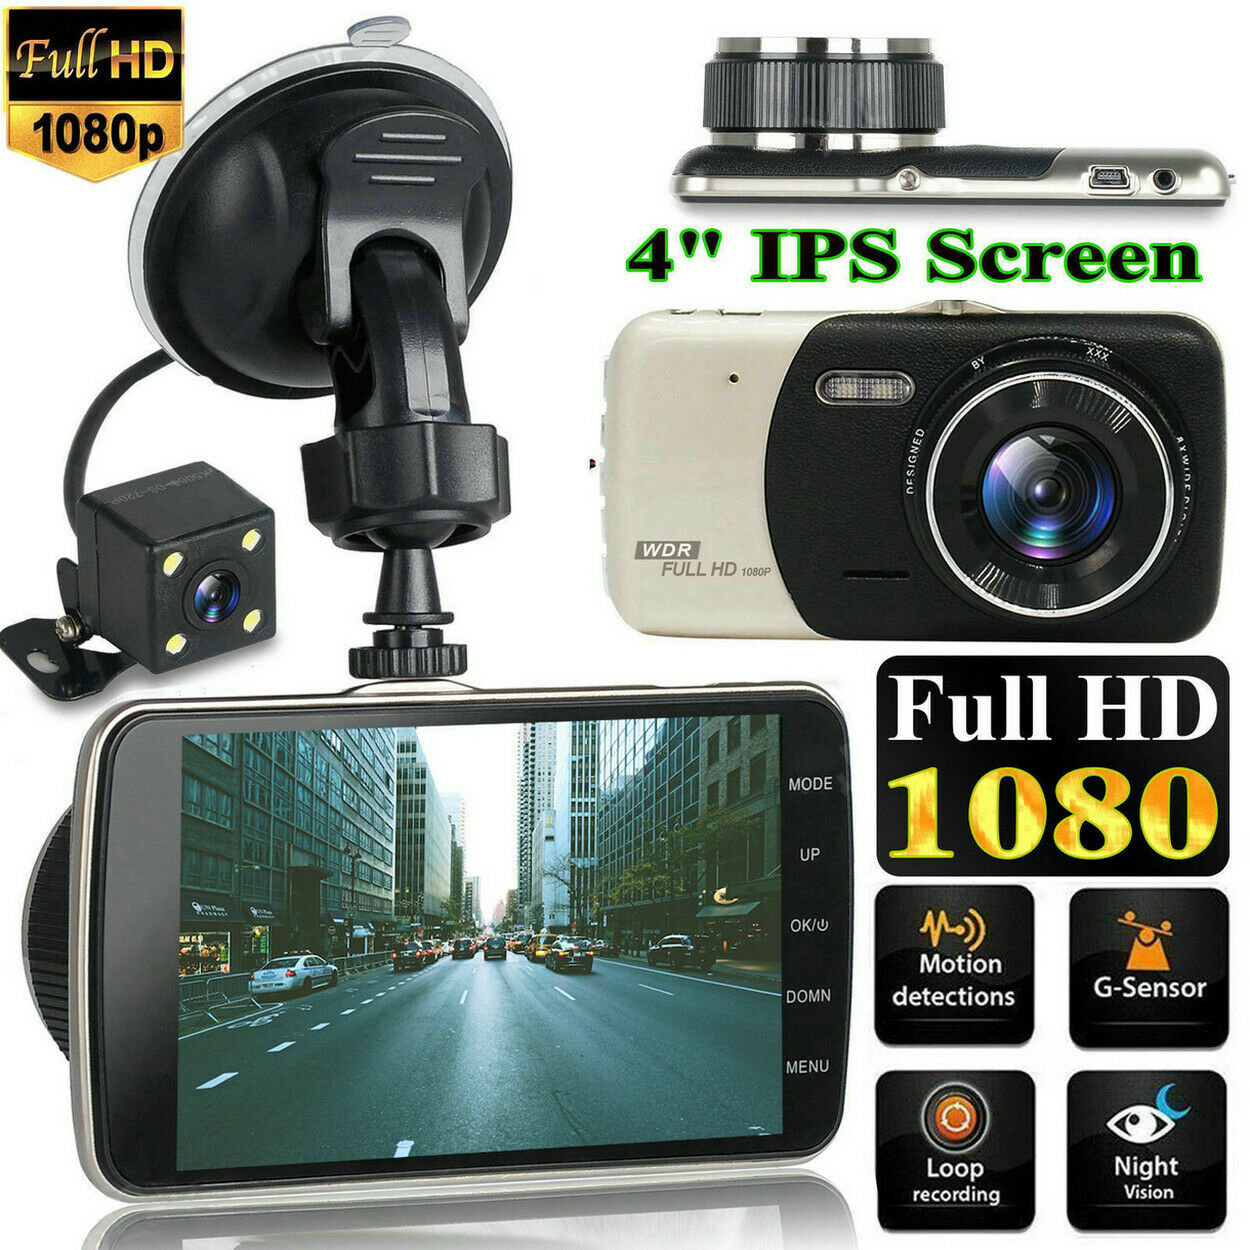 Full HD
1080p
4" IPS Screen
BY
XXX
DESIGNED
WDR
FULL HD 1080P
Full HD
1080
MODE
UP
OK/
DOMN
MENU
Motion
detections
G-Sensor
Loop
recording
Night
Vision